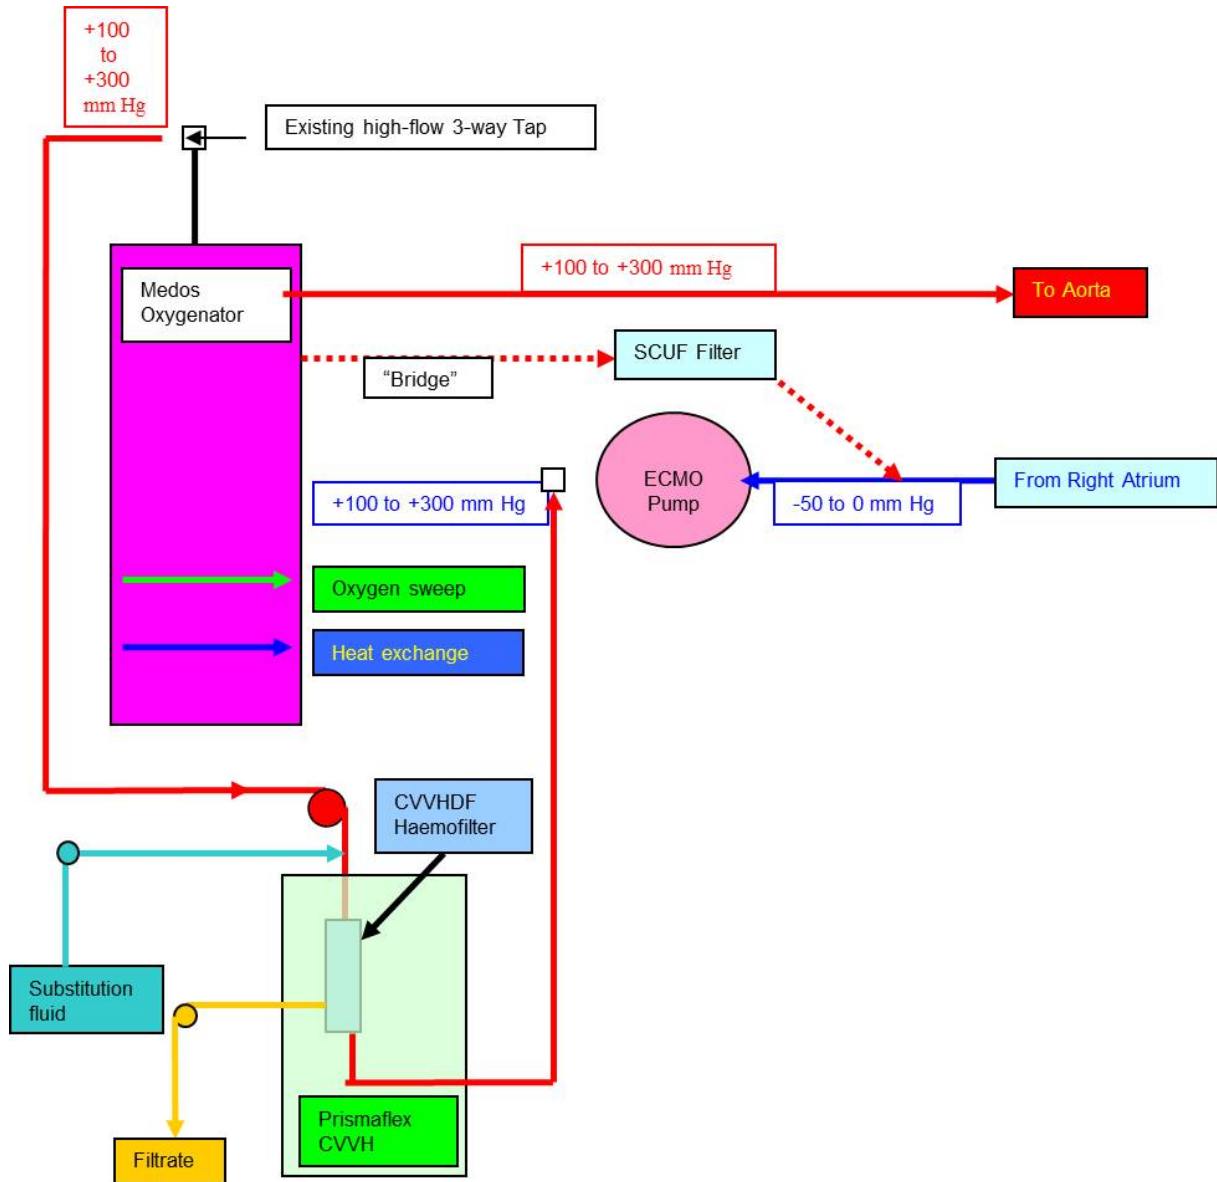 +100
to
+300
mm Hg
Existing high-flow 3-way Tap
Medos
Oxygenator
+100 to +300 mm Hg
To Aorta
SCUF Filter
“Bridge”
ECMO
Pump
From Right Atrium
+100 to +300 mm Hg
-50 to 0 mm Hg
Oxygen sweep
Heat exchange
CVVHDF
Haemofilter
Substitution
fluid
Prismaflex
CVVH
Filtrate